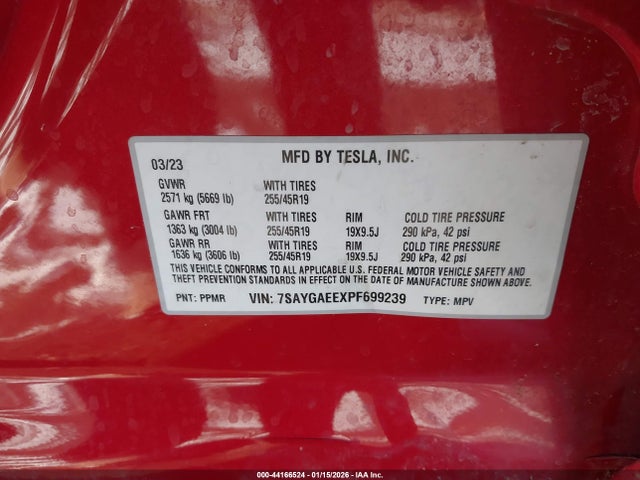 03/23 MFD BY TESLA, INC.
GVWR WITH TIRES
2571 kg (5669 lb) 255/45R19
GAWR FRT WITH TIRES RIM COLD TIRE PRESSURE
1363 kg (3004 lb) 255/45R19 19X9.5J 290 kPa, 42 psi
GAWR RR WITH TIRES RIM COLD TIRE PRESSURE
1636 kg (3606 lb) 255/45R19 19X9.5J 290 kPa, 42 psi
THIS VEHICLE CONFORMS TO ALL APPLICABLE U.S. FEDERAL MOTOR VEHICLE SAFETY AND
THEFT PREVENTION STANDARDS IN EFFECT ON THE DATE OF MANUFACTURE SHOWN ABOVE.
PNT: PPMR VIN: 7SAYGAEEXPF699239 TYPE: MPV
000-44166524 - 01/15/2026 - IAA Inc.